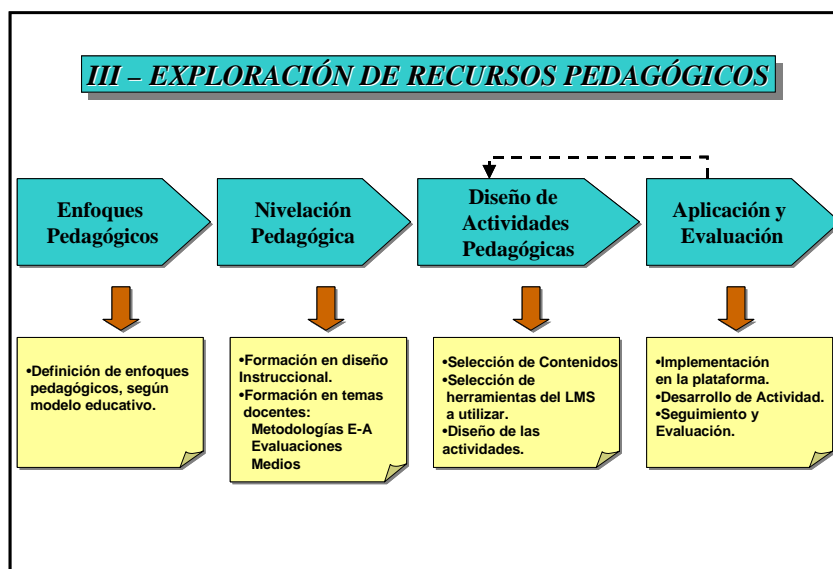 III – EXPLORACIÓN DE RECURSOS PEDAGÓGICOS
Enfoques
Pedagógicos
Nivelación
Pedagógica
Diseño de
Actividades
Pedagógicas
Aplicación y
Evaluación
•Definición de enfoques
pedagógicos, según
modelo educativo.
•Formación en diseño
Instruccional.
•Formación en temas
docentes:
Metodologías E-A
Evaluaciones
Medios
•Selección de Contenidos
•Selección de
herramientas del LMS
a utilizar.
•Diseño de las
actividades.
•Implementación
en la plataforma.
•Desarrollo de Actividad.
•Seguimiento y
Evaluación.